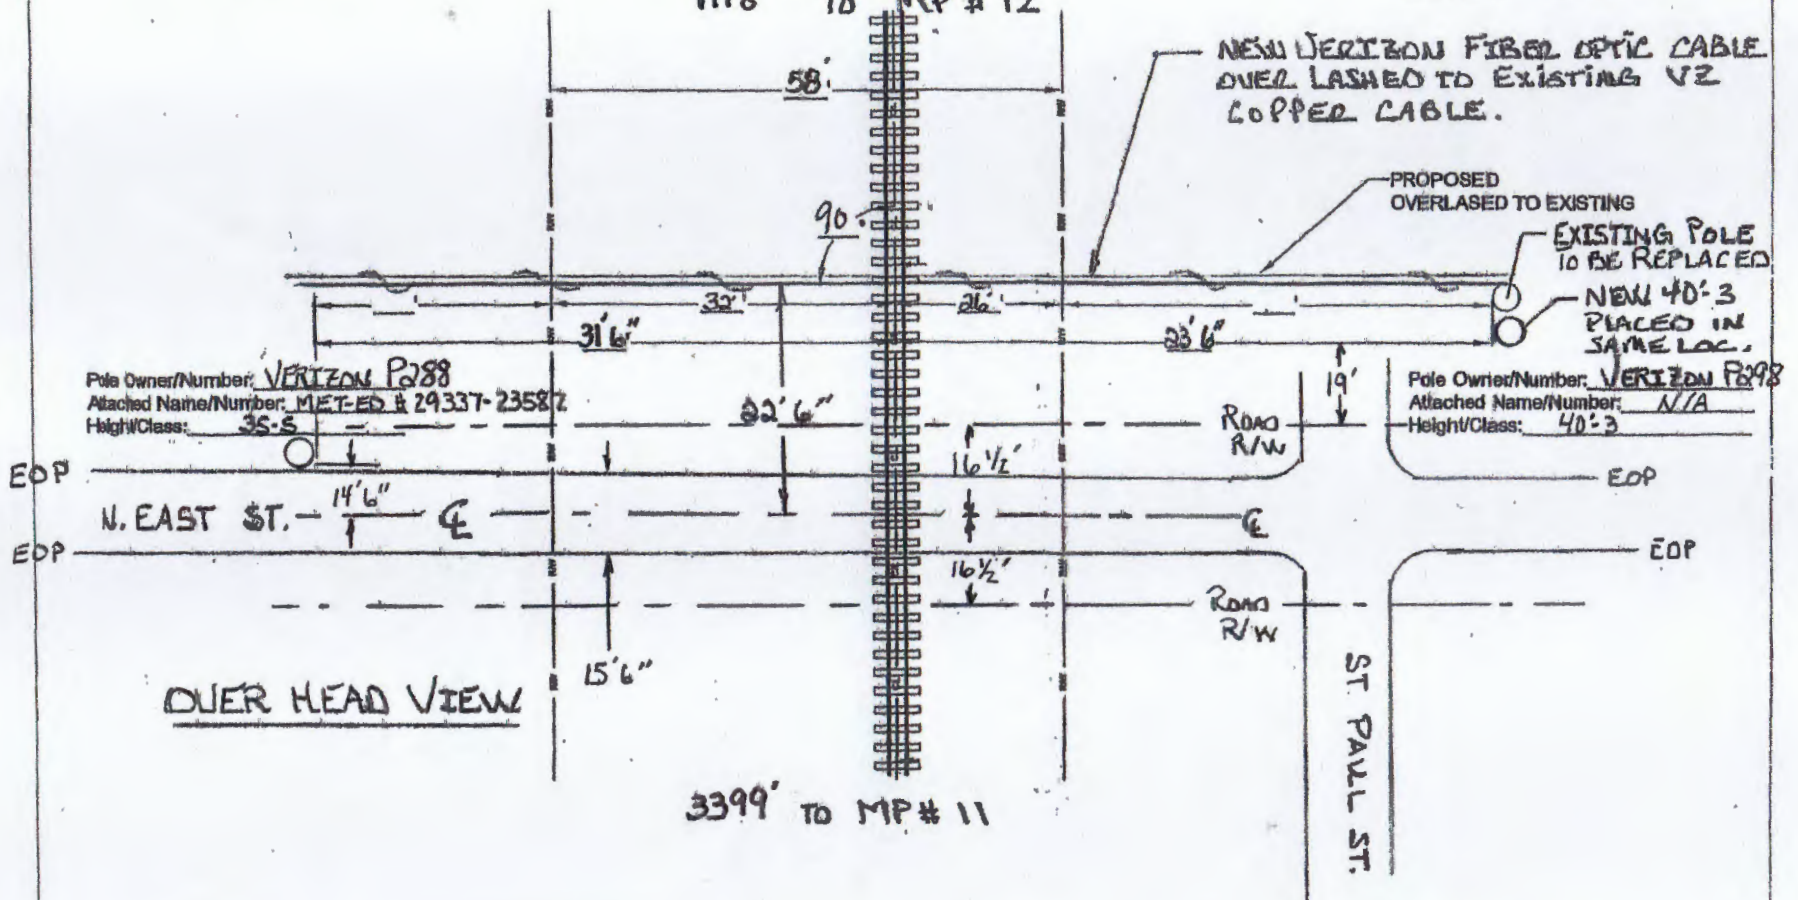 TO MP # 12
58'
NEW VERIZON FIBER OPTIC CABLE
OVER LASHED TO EXISTING VZ
COPPER CABLE.
PROPOSED
OVERLASED TO EXISTING
90°
EXISTING POLE
TO BE REPLACED
NEW 40'-3
PLACED IN
SAME LOC.
32'
26'
31'6"
23'6"
19'
Pole Owner/Number: VERIZON P288
Attached Name/Number: MET-ED # 29337-23587
Height/Class: 35-5
Pole Owner/Number: VERIZON P298
Attached Name/Number: N/A
Height/Class: 40'-3
22'6"
ROAD
R/W
16 1/2'
EOP
EOP
14'6"
N. EAST ST.
CL
CL
EOP
EOP
16 1/2'
ROAD
R/W
15'6"
OVER HEAD VIEW
ST. PAUL ST.
3399' TO MP # 11